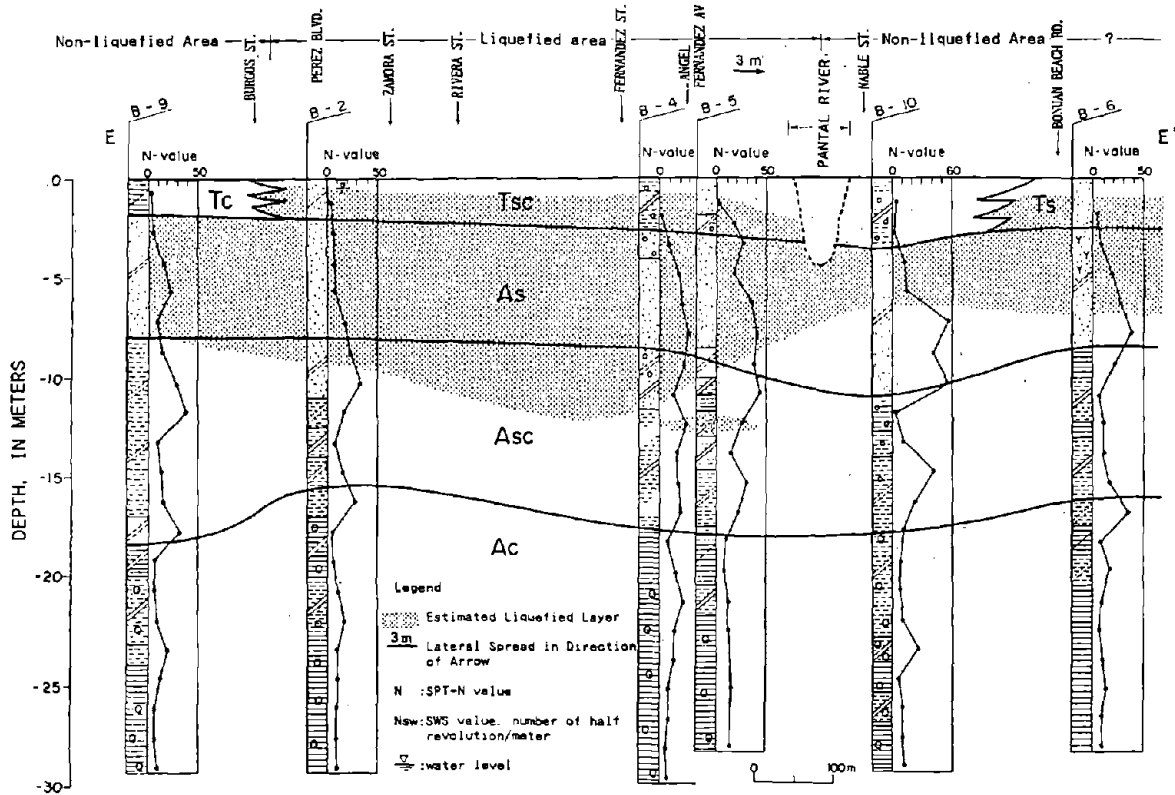 Non-liquefied Area
BURGOS ST.
PEREZ BLVD.
ZAMORA ST.
RIVERA ST.
Liquefied area
FERNANDEZ ST.
ANGEL
FERNANDEZ AV
3 m
PANTAL RIVER
NABLE ST.
Non-liquefied Area ?
BONUAN BEACH RD.
B-9
B-2
B-4
B-5
B-10
B-6
E
E'
N-value
N-value
N-value
N-value
N-value
N-value
0 50
0 50
0
0 50
0 60
0 50
DEPTH, IN METERS
.0
-5
-10
-15
-20
-25
-30
Tc
Tsc
Ts
As
Asc
Ac
Legend
Estimated Liquefied Layer
3m Lateral Spread in Direction
of Arrow
N :SPT-N value
Nsw:SWS value, number of half
revolution/meter
:water level
0 100m